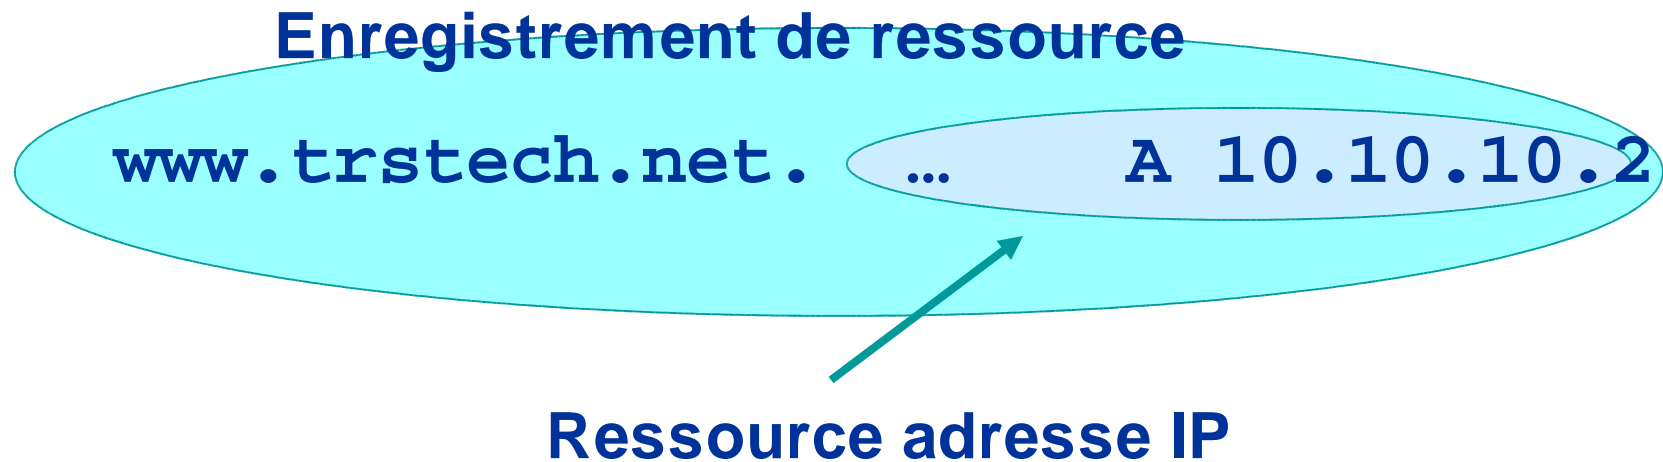 Enregistrement de ressource
www.trstech.net. … A 10.10.10.2
Ressource adresse IP